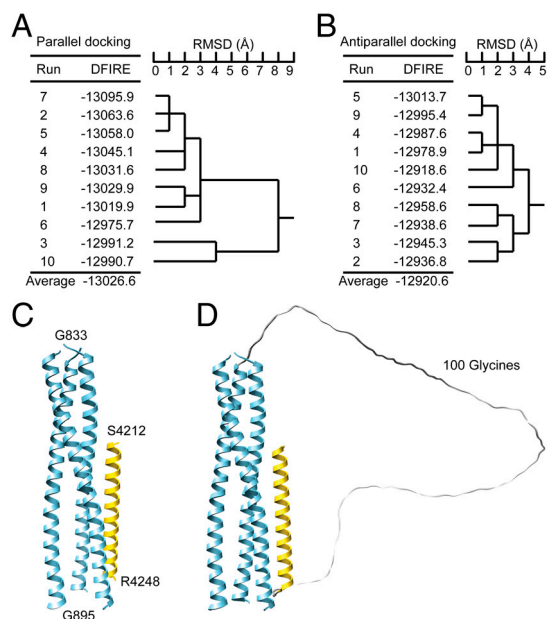 A
Parallel docking
RMSD (Å)
Run DFIRE
0 1 2 3 4 5 6 7 8 9
7 -13095.9
2 -13063.6
5 -13058.0
4 -13045.1
8 -13031.6
9 -13029.9
1 -13019.9
6 -12975.7
3 -12991.2
10 -12990.7
Average -13026.6
B
Antiparallel docking
RMSD (Å)
Run DFIRE
0 1 2 3 4 5
5 -13013.7
9 -12995.4
4 -12987.6
1 -12978.9
10 -12918.6
6 -12932.4
8 -12958.6
7 -12938.6
3 -12945.3
2 -12936.8
Average -12920.6
C
G833
S4212
R4248
G895
D
100 Glycines